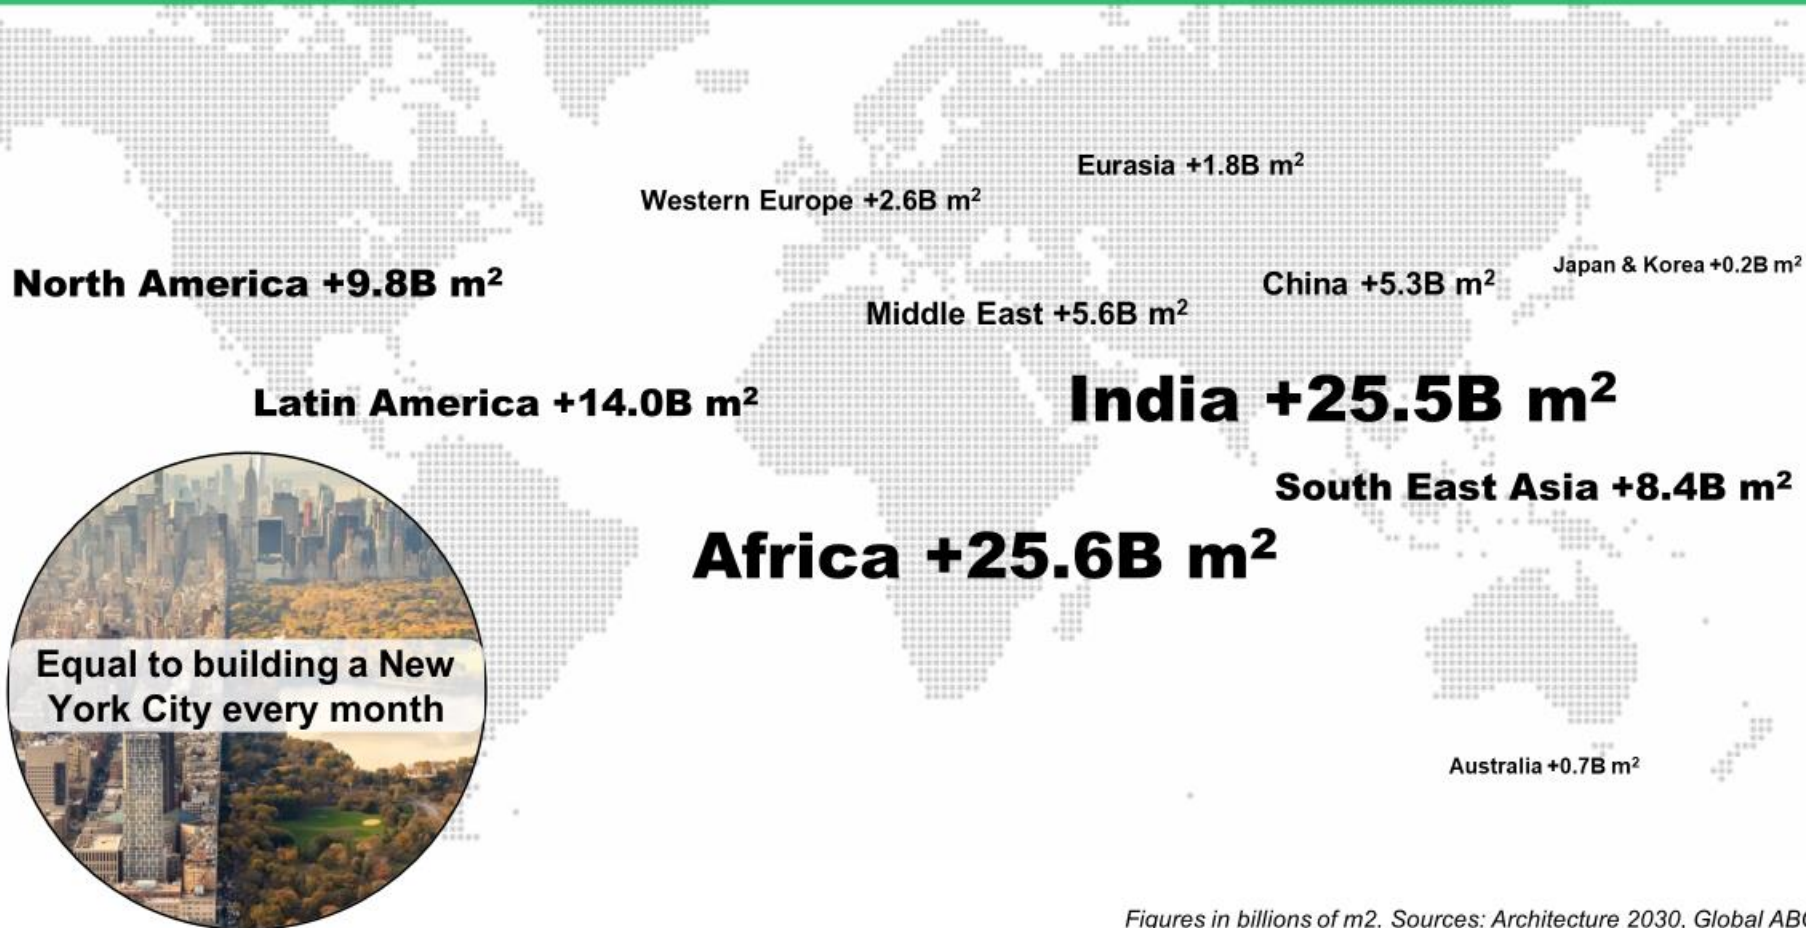 Eurasia +1.8B m²
Western Europe +2.6B m²
Japan & Korea +0.2B m²
North America +9.8B m²
China +5.3B m²
Middle East +5.6B m²
Latin America +14.0B m²
India +25.5B m²
South East Asia +8.4B m²
Africa +25.6B m²
Equal to building a New
York City every month
Australia +0.7B m²
Figures in billions of m2. Sources: Architecture 2030, Global